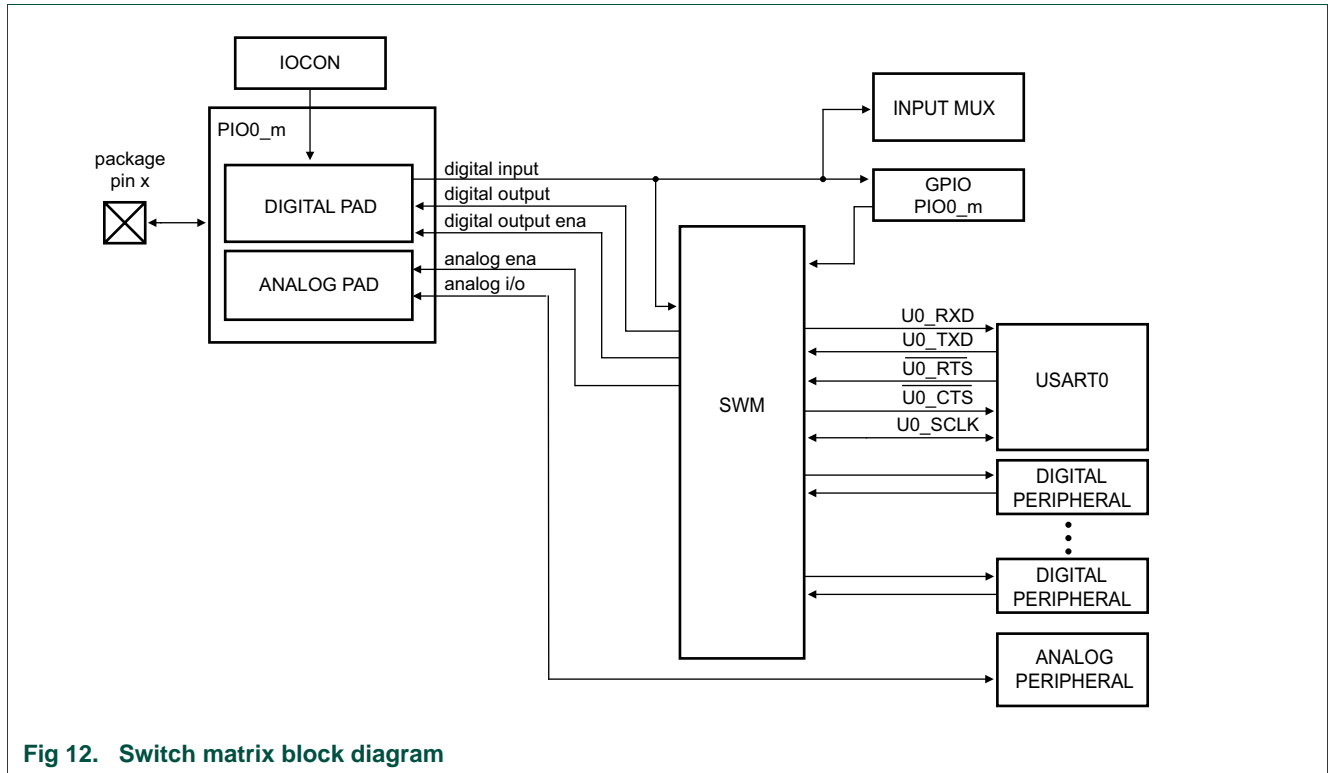 IOCON
PIO0_m
package
pin x
DIGITAL PAD
ANALOG PAD
digital input
digital output
digital output ena
analog ena
analog i/o
INPUT MUX
GPIO
PIO0_m
SWM
U0_RXD
U0_TXD
U0_RTS
U0_CTS
U0_SCLK
USART0
DIGITAL
PERIPHERAL
DIGITAL
PERIPHERAL
ANALOG
PERIPHERAL
Fig 12. Switch matrix block diagram